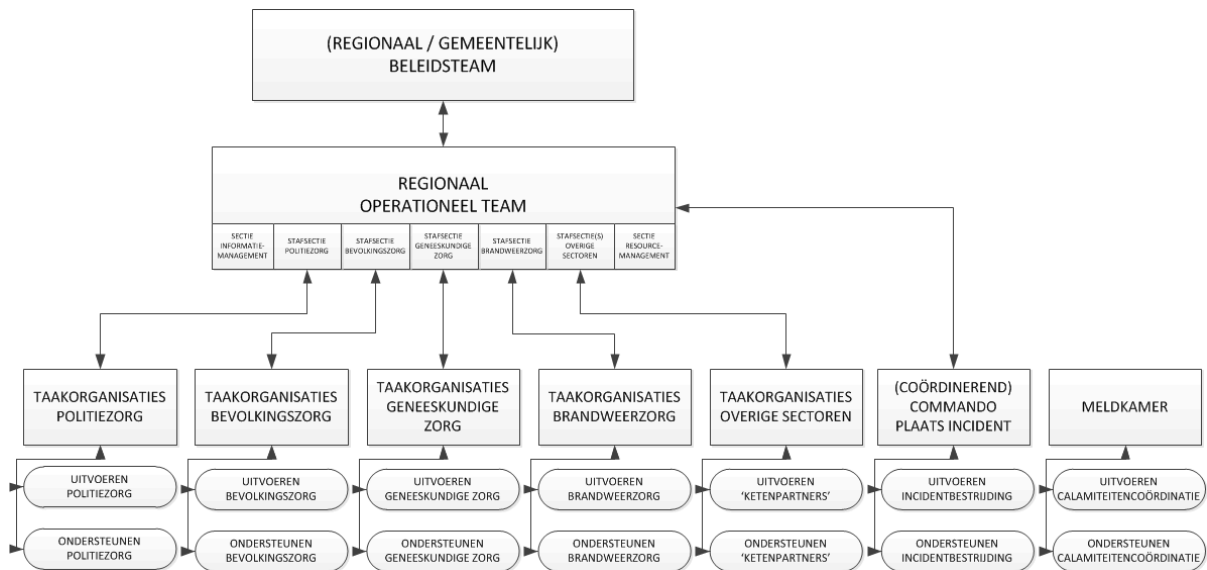 (REGIONAAL / GEMEENTELIJK)
BELEIDSTEAM
REGIONAAL
OPERATIONEEL TEAM
SECTIE
INFORMATIE-
MANAGEMENT
STAFSECTIE
POLITIEZORG
STAFSECTIE
BEVOLKINGSZORG
STAFSECTIE
GENEESKUNDIGE
ZORG
STAFSECTIE
BRANDWEERZORG
STAFSECTIE(S)
OVERIGE
SECTOREN
SECTIE
RESOURCE-
MANAGEMENT
TAAKORGANISATIES
POLITIEZORG
TAAKORGANISATIES
BEVOLKINGSZORG
TAAKORGANISATIES
GENEESKUNDIGE
ZORG
TAAKORGANISATIES
BRANDWEERZORG
TAAKORGANISATIES
OVERIGE SECTOREN
(COÖRDINEREND)
COMMANDO
PLAATS INCIDENT
MELDKAMER
UITVOEREN
POLITIEZORG
UITVOEREN
BEVOLKINGSZORG
UITVOEREN
GENEESKUNDIGE ZORG
UITVOEREN
BRANDWEERZORG
UITVOEREN
‘KETENPARTNERS’
UITVOEREN
INCIDENTBESTRIJDING
UITVOEREN
CALAMITEITENCOÖRDINATIE
ONDERSTEUNEN
POLITIEZORG
ONDERSTEUNEN
BEVOLKINGSZORG
ONDERSTEUNEN
GENEESKUNDIGE ZORG
ONDERSTEUNEN
BRANDWEERZORG
ONDERSTEUNEN
‘KETENPARTNERS’
ONDERSTEUNEN
INCIDENTBESTRIJDING
ONDERSTEUNEN
CALAMITEITENCOÖRDINATIE